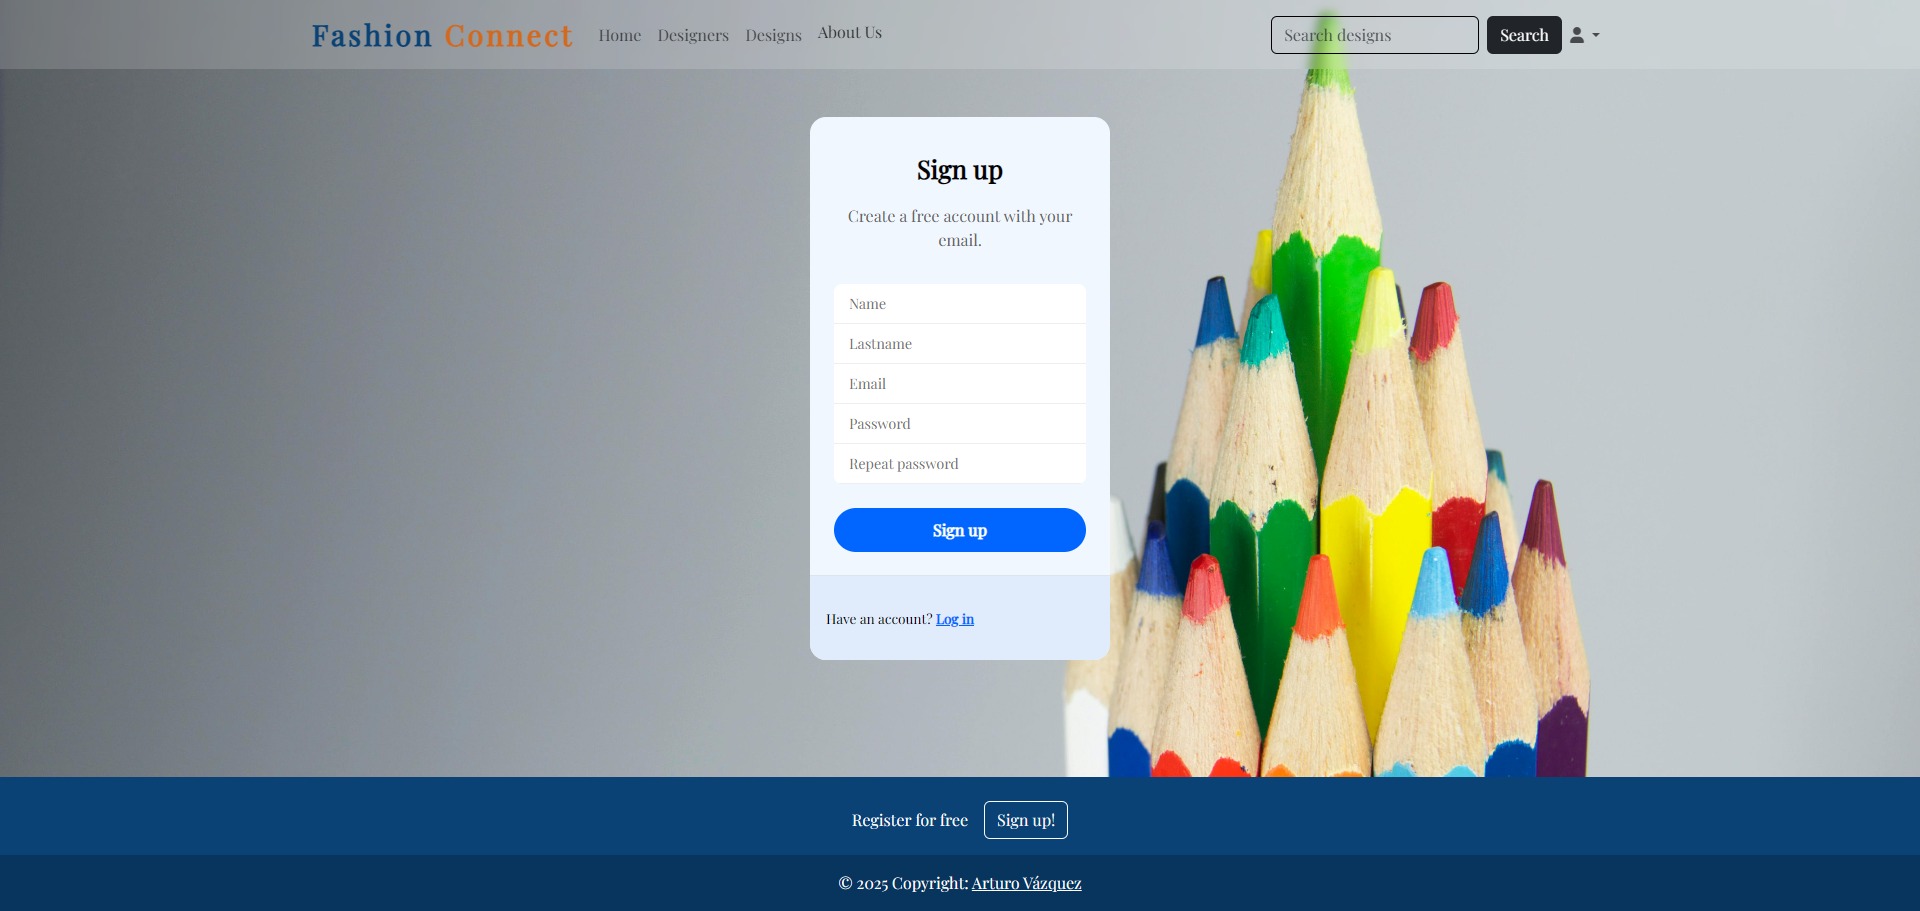 Fashion Connect Home Designers Designs About Us Search designs Search
Sign up
Create a free account with your
email.
Name
Lastname
Email
Password
Repeat password
Sign up
Have an account? Log in
Register for free Sign up!
© 2025 Copyright: Arturo Vázquez